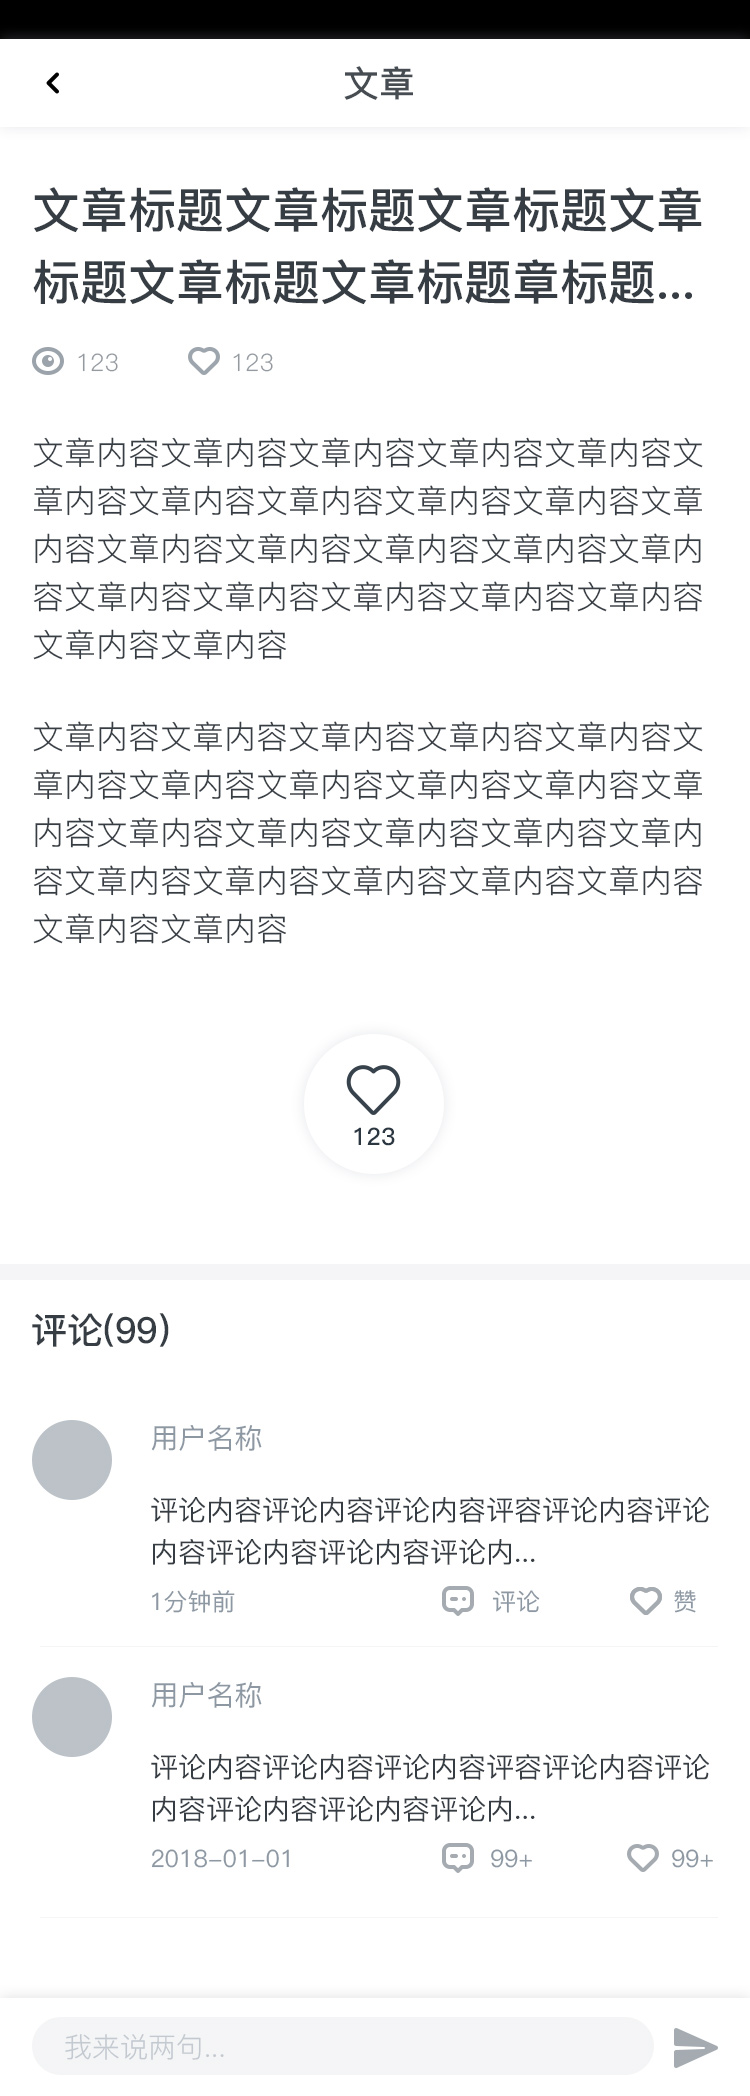 文章
文章标题文章标题文章标题文章
标题文章标题文章标题章标题...
123 123
文章内容文章内容文章内容文章内容文章内容文
章内容文章内容文章内容文章内容文章内容文章
内容文章内容文章内容文章内容文章内容文章内
容文章内容文章内容文章内容文章内容文章内容
文章内容文章内容
文章内容文章内容文章内容文章内容文章内容文
章内容文章内容文章内容文章内容文章内容文章
内容文章内容文章内容文章内容文章内容文章内
容文章内容文章内容文章内容文章内容文章内容
文章内容文章内容
123
评论(99)
用户名称
评论内容评论内容评论内容评容评论内容评论
内容评论内容评论内容评论内...
1分钟前 评论 赞
用户名称
评论内容评论内容评论内容评容评论内容评论
内容评论内容评论内容评论内...
2018-01-01 99+ 99+
我来说两句...